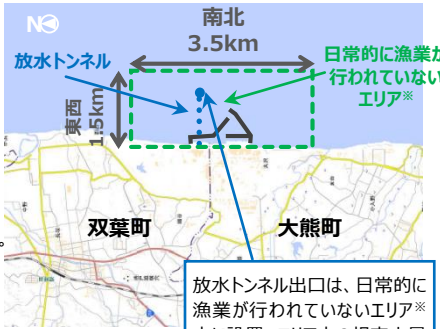 N
南北
3.5km
放水トンネル
日常的に漁業が
行われていない
エリア※
東西
1.5km
双葉町
大熊町
。
放水トンネル出口は、日常的に
漁業が行われていないエリア※